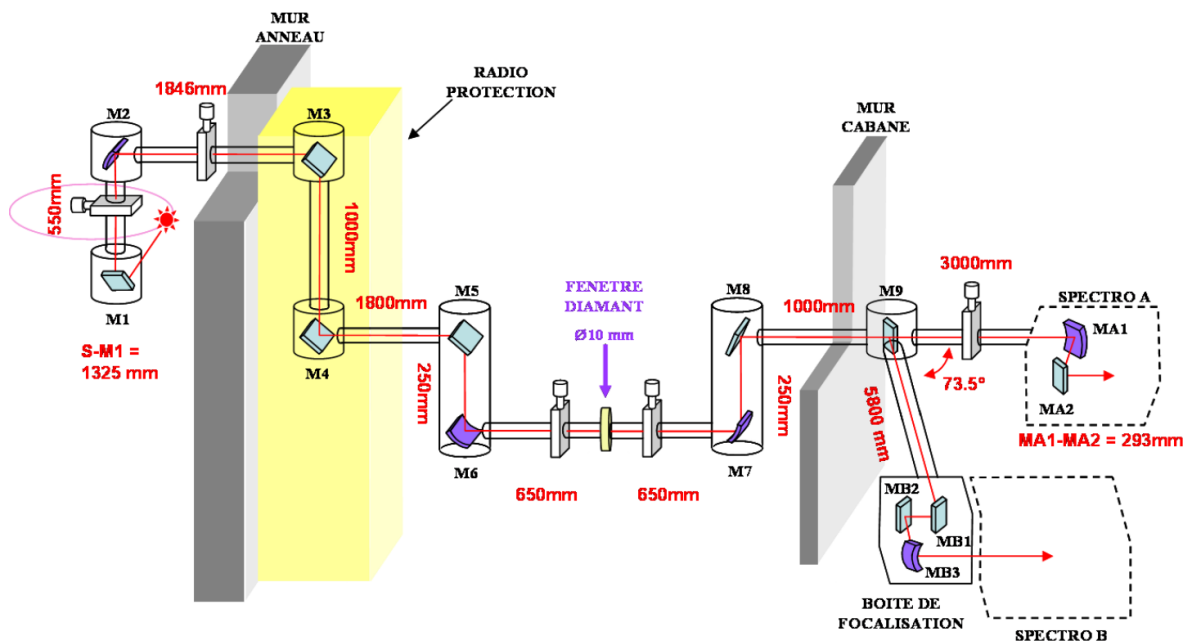 MUR
ANNEAU
1846mm
RADIO
PROTECTION
M2
M3
550mm
M1
S-M1 =
1325 mm
1000mm
M4
1800mm
M5
250mm
M6
FENETRE
DIAMANT
Ø10 mm
650mm
650mm
M8
250mm
M7
MUR
CABANE
1000mm
M9
3000mm
73.5°
5800 mm
SPECTRO A
MA1
MA2
MA1-MA2 = 293mm
MB2
MB1
MB3
BOITE DE
FOCALISATION
SPECTRO B